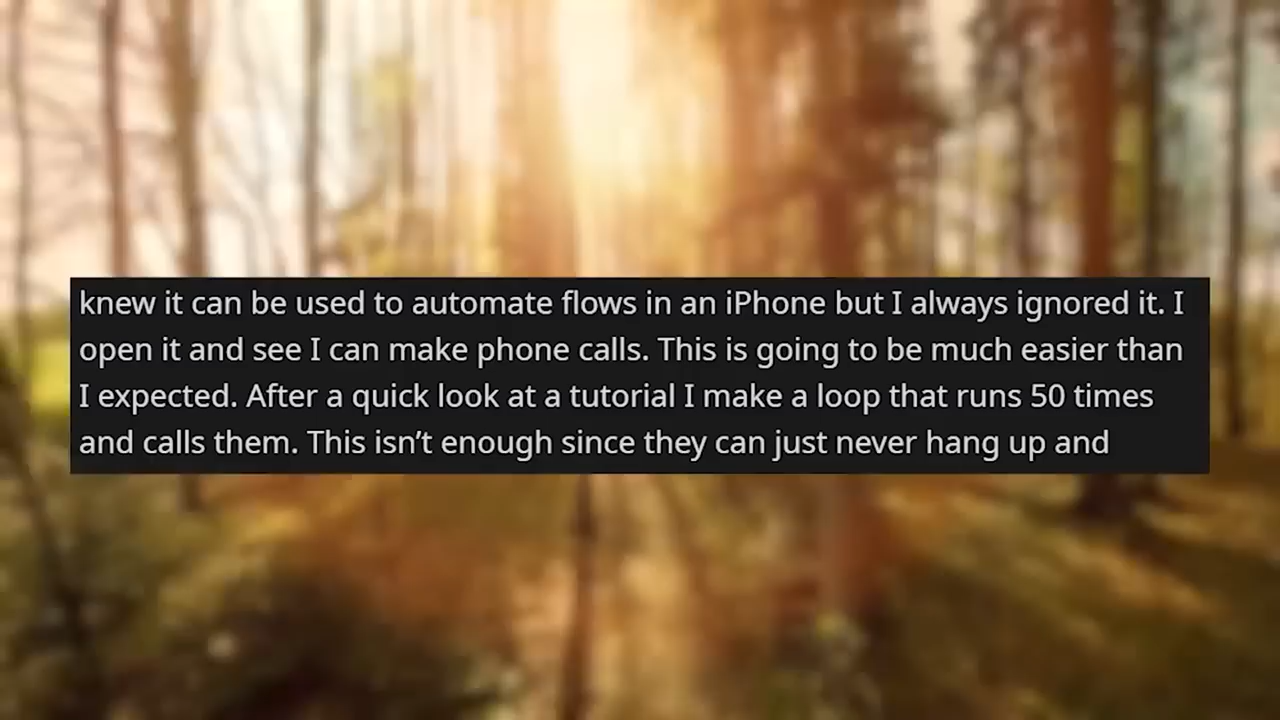 knew it can be used to automate flows in an iPhone but I always ignored it. I
open it and see I can make phone calls. This is going to be much easier than
I expected. After a quick look at a tutorial I make a loop that runs 50 times
and calls them. This isn’t enough since they can just never hang up and